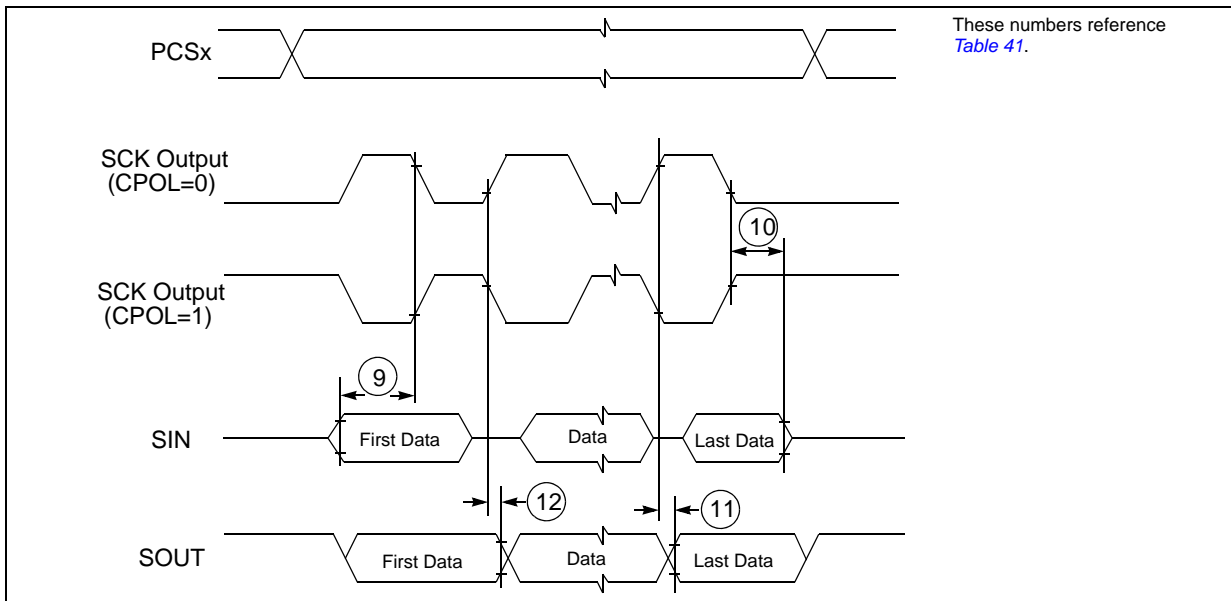 These numbers reference
Table 41.
PCSx
SCK Output
(CPOL=0)
10
SCK Output
(CPOL=1)
9
SIN
First Data
Data
Last Data
12
11
SOUT
First Data
Data
Last Data